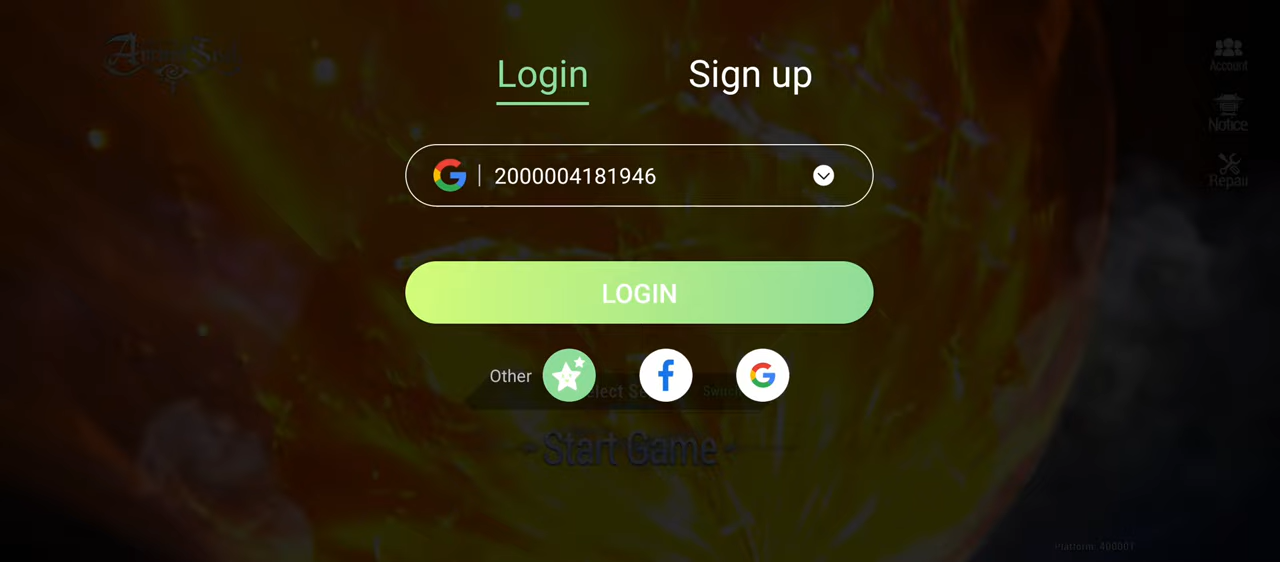 Login
Sign up
Account
Notice
Repair
2000004181946
LOGIN
Other
Start Game
Platform: 400001